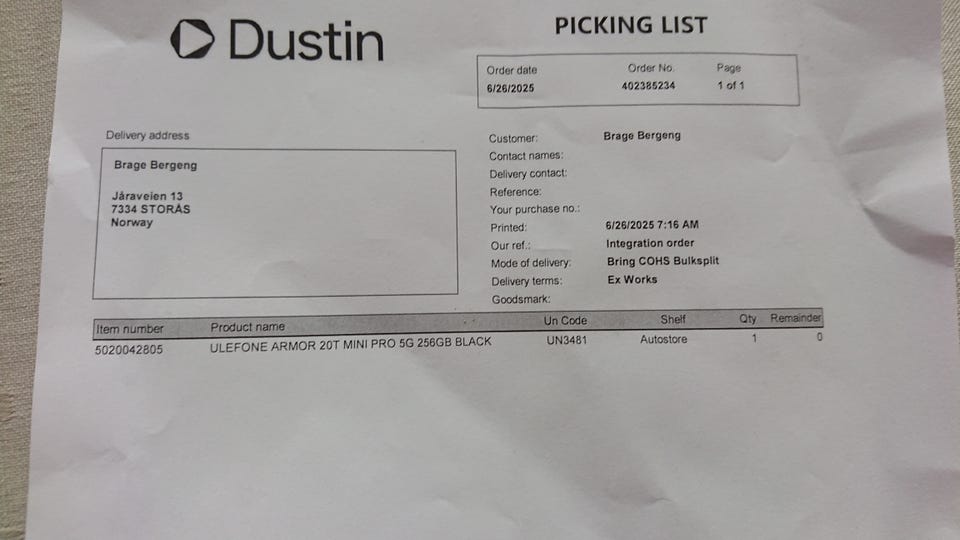 Dustin
PICKING LIST
Order date Order No. Page
6/26/2025 402385234 1 of 1
Delivery address
Brage Bergeng
Jåraveien 13
7334 STORÅS
Norway
Customer: Brage Bergeng
Contact names:
Delivery contact:
Reference:
Your purchase no.:
Printed: 6/26/2025 7:16 AM
Our ref.: Integration order
Mode of delivery: Bring COHS Bulksplit
Delivery terms: Ex Works
Goodsmark:
Item number Product name Un Code Shelf Qty Remainder
5020042805 ULEFONE ARMOR 20T MINI PRO 5G 256GB BLACK UN3481 Autostore 1 0